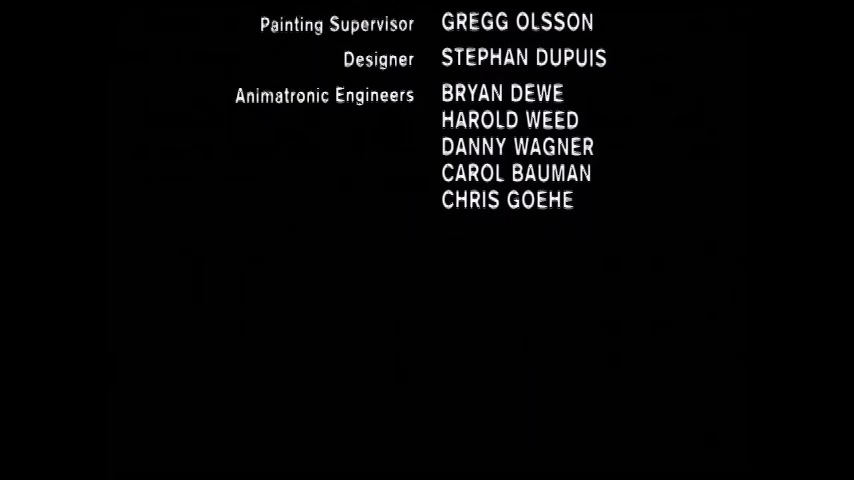 Painting Supervisor GREGG OLSSON
Designer STEPHAN DUPUIS
Animatronic Engineers BRYAN DEWE
HAROLD WEED
DANNY WAGNER
CAROL BAUMAN
CHRIS GOEHE